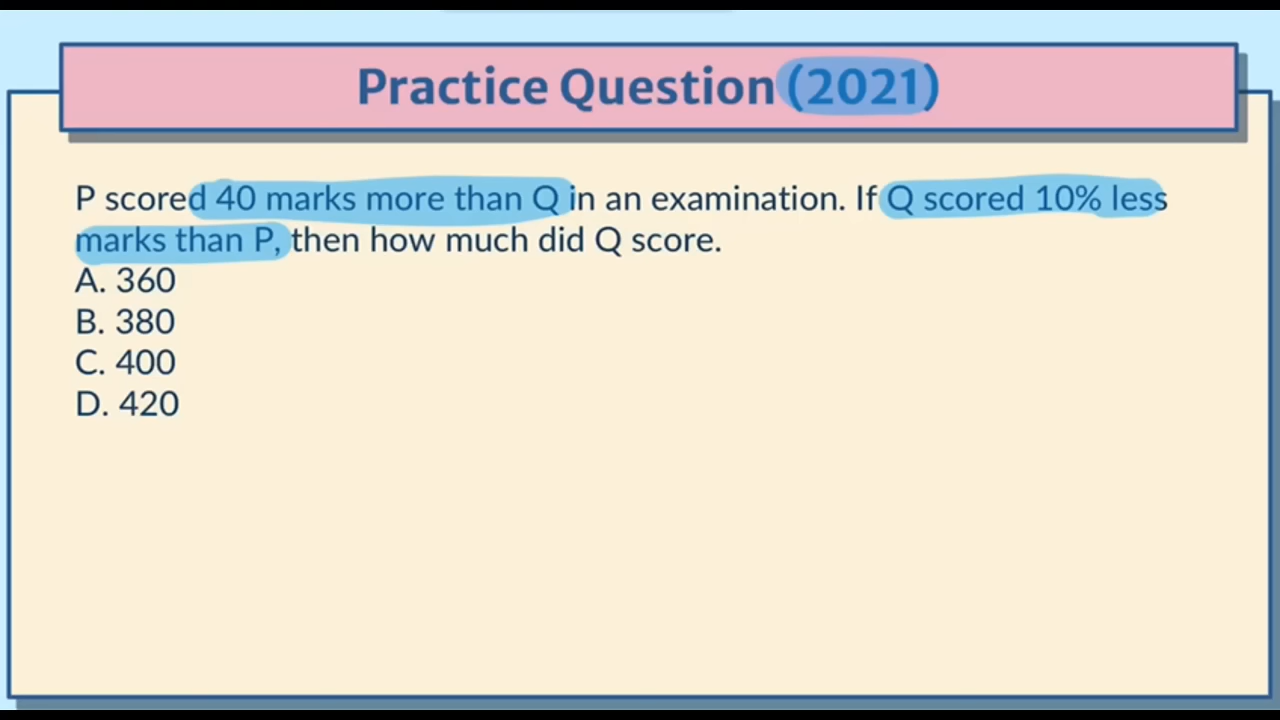 Practice Question (2021)
P scored 40 marks more than Q in an examination. If Q scored 10% less
marks than P, then how much did Q score.
A. 360
B. 380
C. 400
D. 420